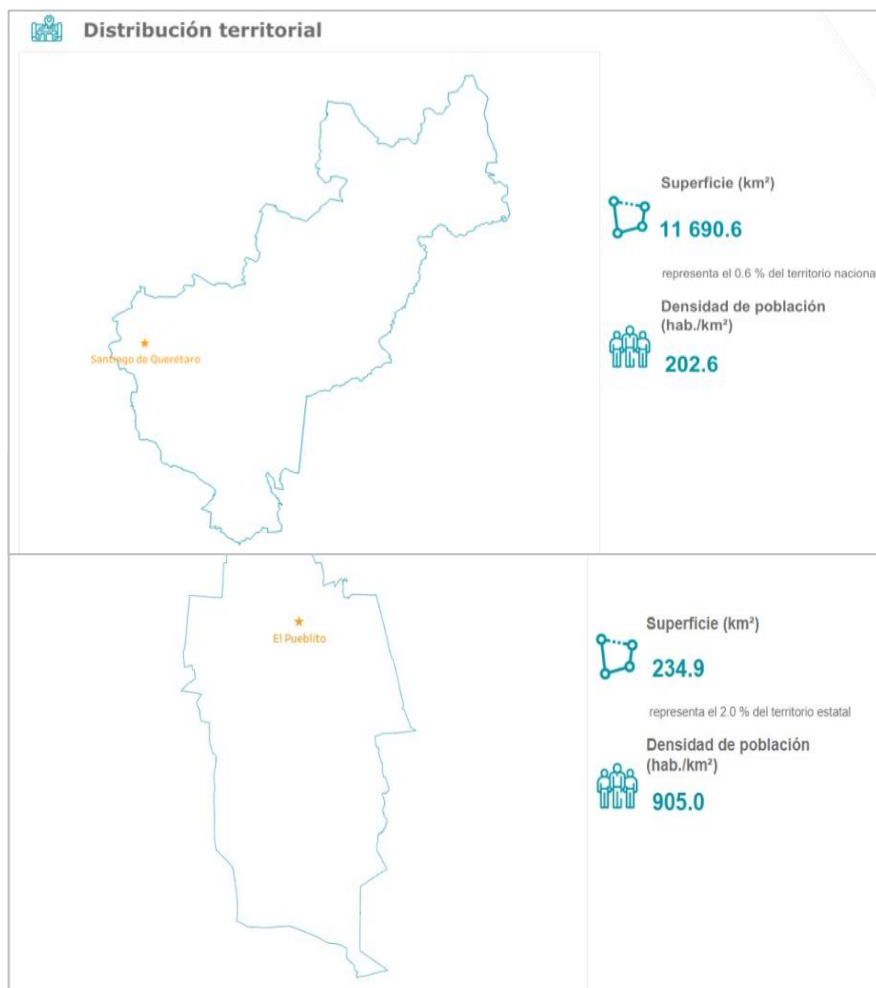 Distribución territorial
Superficie (km²)
11 690.6
representa el 0.6 % del territorio naciona
Densidad de población
(hab./km²)
202.6
Santiago de Querétaro
El Pueblito
Superficie (km²)
234.9
representa el 2.0 % del territorio estatal
Densidad de población
(hab./km²)
905.0